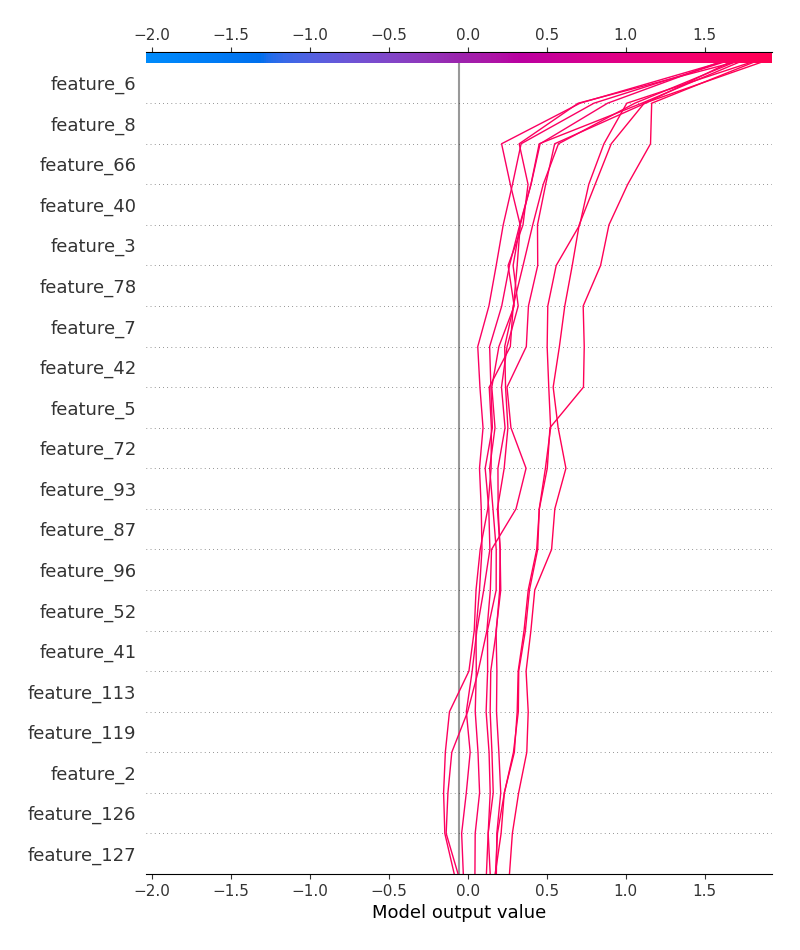 −2.0 −1.5 −1.0 −0.5 0.0 0.5 1.0 1.5
feature_6
feature_8
feature_66
feature_40
feature_3
feature_78
feature_7
feature_42
feature_5
feature_72
feature_93
feature_87
feature_96
feature_52
feature_41
feature_113
feature_119
feature_2
feature_126
feature_127
−2.0 −1.5 −1.0 −0.5 0.0 0.5 1.0 1.5
Model output value